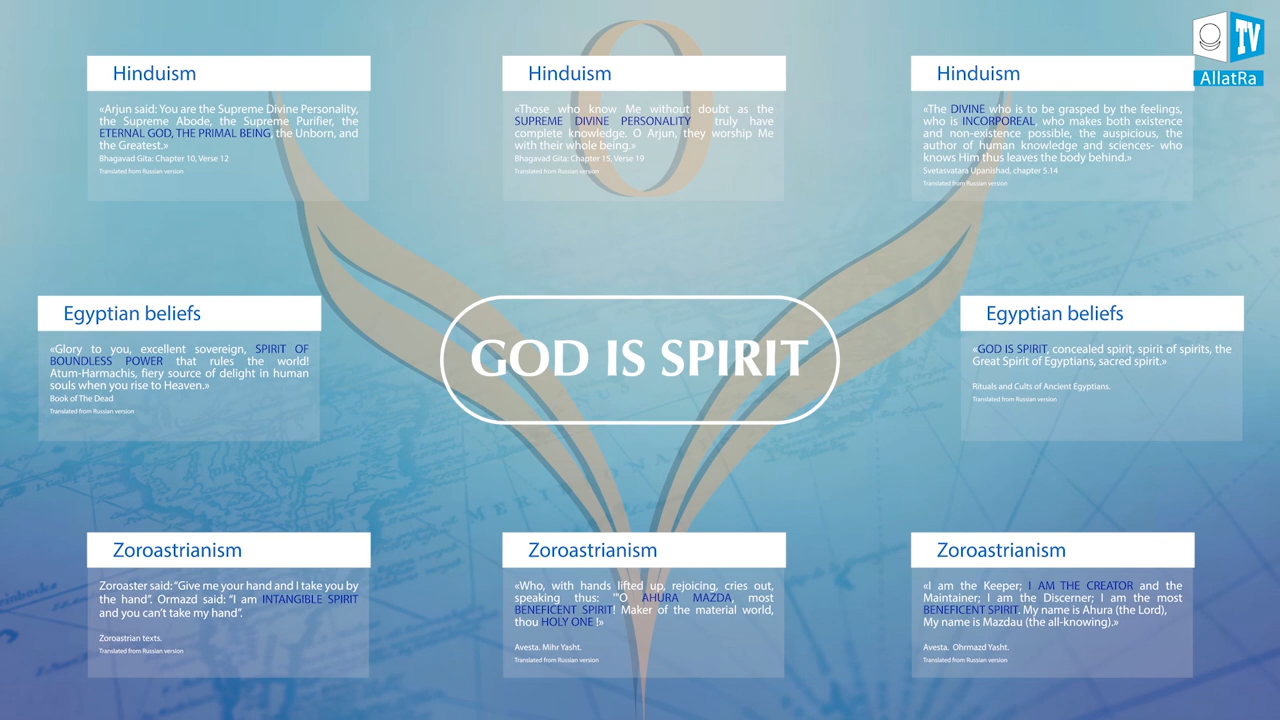 TV
AllatRa
Hinduism
«Arjun said: You are the Supreme Divine Personality,
the Supreme Abode, the Supreme Purifier, the
ETERNAL GOD, THE PRIMAL BEING, the Unborn, and
the Greatest.»
Bhagavad Gita: Chapter 10, Verse 12
Translated from Russian version
Hinduism
«Those who know Me without doubt as the
SUPREME DIVINE PERSONALITY truly have
complete knowledge. O Arjun, they worship Me
with their whole being.»
Bhagavad Gita: Chapter 15, Verse 19
Translated from Russian version
Hinduism
«The DIVINE who is to be grasped by the feelings,
who is INCORPOREAL, who makes both existence
and non-existence possible, the auspicious, the
author of human knowledge and sciences- who
knows Him thus leaves the body behind.»
Svetasvatara Upanishad, chapter 5.14
Translated from Russian version
Egyptian beliefs
«Glory to you, excellent sovereign, SPIRIT OF
BOUNDLESS POWER that rules the world!
Atum-Harmachis, fiery source of delight in human
souls when you rise to Heaven.»
Book of The Dead
Translated from Russian version
GOD IS SPIRIT
Egyptian beliefs
«GOD IS SPIRIT, concealed spirit, spirit of spirits, the
Great Spirit of Egyptians, sacred spirit.»
Rituals and Cults of Ancient Egyptians.
Translated from Russian version
Zoroastrianism
Zoroaster said: “Give me your hand and I take you by
the hand”. Ormazd said: “I am INTANGIBLE SPIRIT
and you can’t take my hand”.
Zoroastrian texts.
Translated from Russian version
Zoroastrianism
«Who, with hands lifted up, rejoicing, cries out,
speaking thus: '"O AHURA MAZDA, most
BENEFICENT SPIRIT! Maker of the material world,
thou HOLY ONE !»
Avesta. Mihr Yasht.
Translated from Russian version
Zoroastrianism
«I am the Keeper; I AM THE CREATOR and the
Maintainer; I am the Discerner; I am the most
BENEFICENT SPIRIT. My name is Ahura (the Lord),
My name is Mazdau (the all-knowing).»
Avesta. Ohrmazd Yasht.
Translated from Russian version